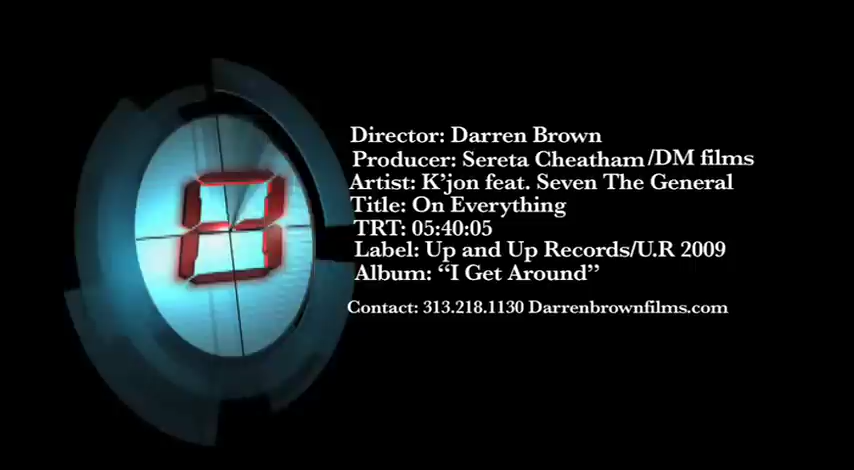 8
Director: Darren Brown
Producer: Sereta Cheatham/DM films
Artist: K'jon feat. Seven The General
Title: On Everything
TRT: 05:40:05
Label: Up and Up Records/U.R 2009
Album: “I Get Around”
Contact: 313.218.1130 Darrenbrownfilms.com